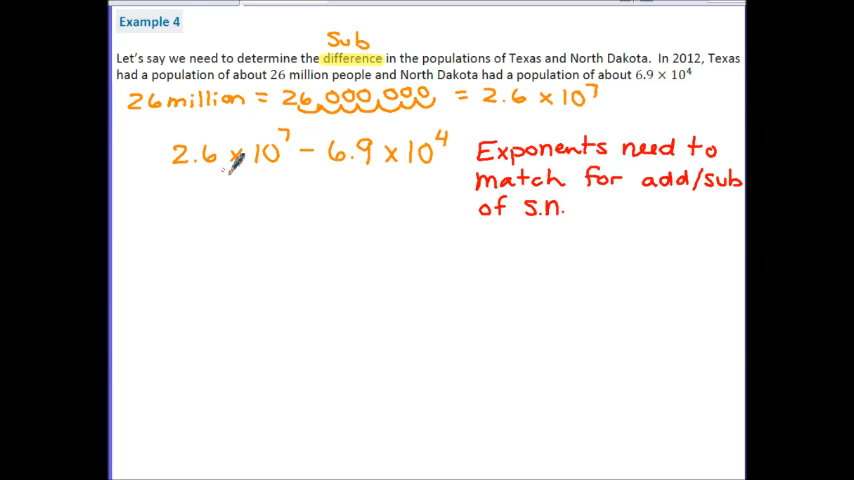 Example 4
Sub
Let's say we need to determine the difference in the populations of Texas and North Dakota. In 2012, Texas
had a population of about 26 million people and North Dakota had a population of about 6.9 × 10⁴
26 million = 26,000,000 = 2.6 × 10⁷
2.6 × 10⁷ − 6.9 × 10⁴
Exponents need to
match for add/sub
of s.n.